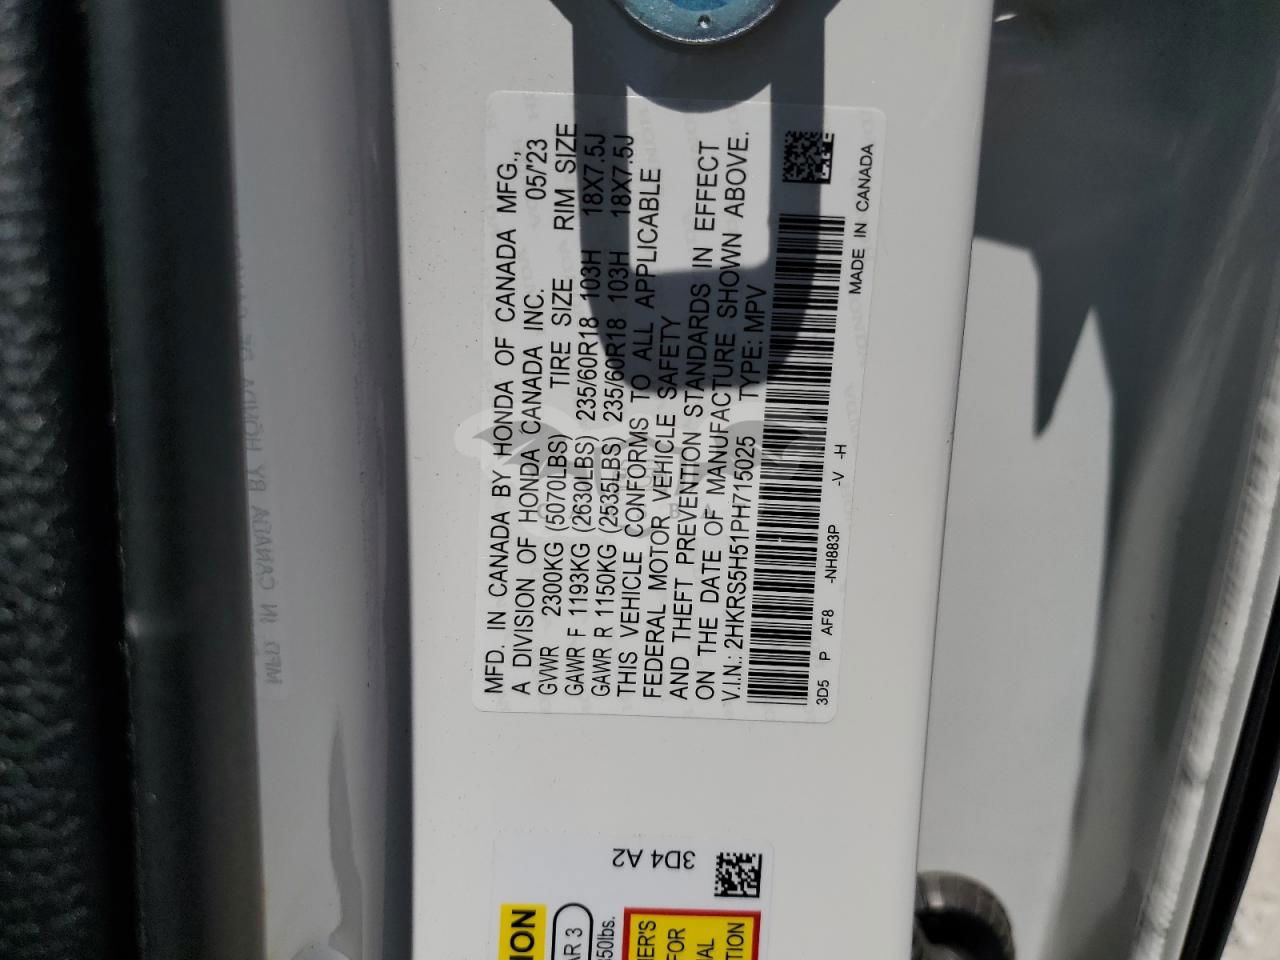 MFD. IN CANADA BY HONDA OF CANADA MFG.,
A DIVISION OF HONDA CANADA INC. 05/'23
GVWR 2300KG (5070LBS) TIRE SIZE RIM SIZE
GAWR F 1193KG (2630LBS) 235/60R18 103H 18X7.5J
GAWR R 1150KG (2535LBS) 235/60R18 103H 18X7.5J
THIS VEHICLE CONFORMS TO ALL APPLICABLE
FEDERAL MOTOR VEHICLE SAFETY
AND THEFT PREVENTION STANDARDS IN EFFECT
ON THE DATE OF MANUFACTURE SHOWN ABOVE.
V.I.N.: 2HKRS5H51PH715025 TYPE: MPV
3D5 P AF8 -NH883P -V -H
MADE IN CANADA
3D4 A2